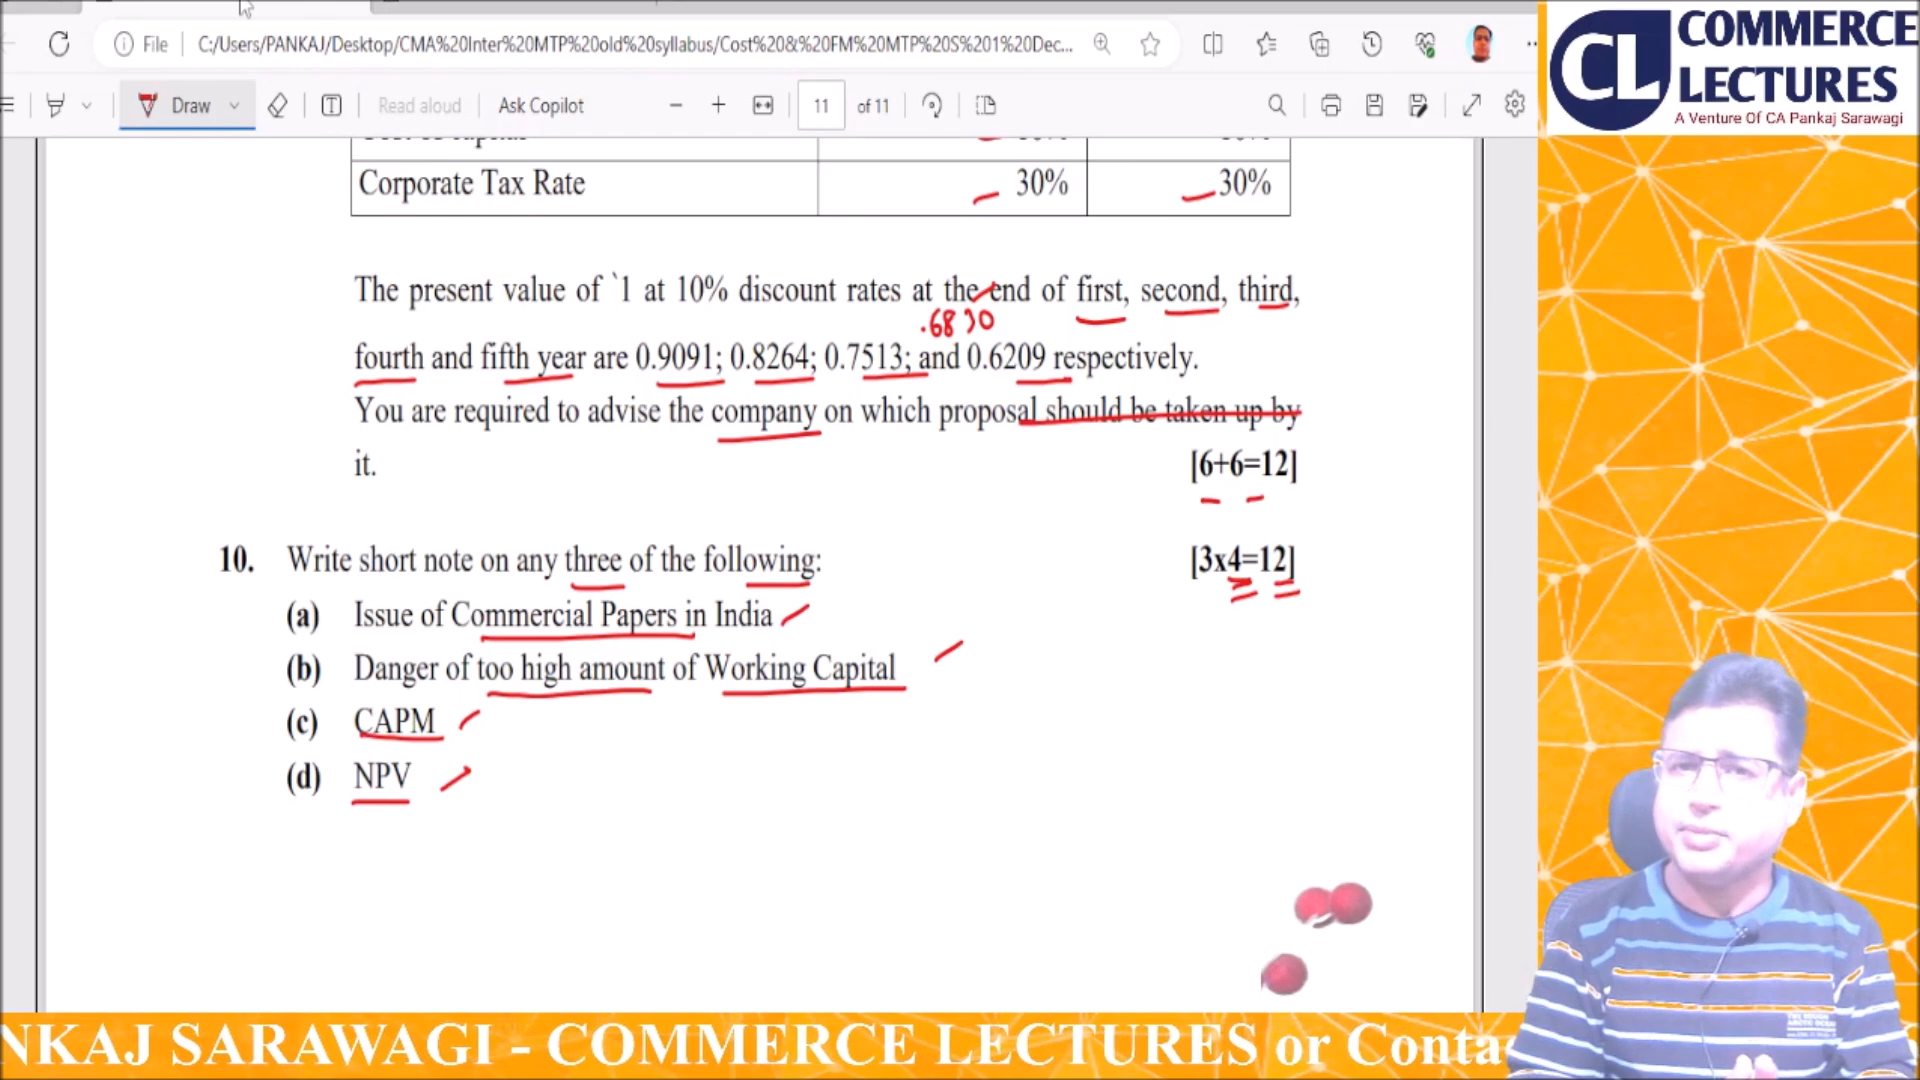 File
C:/Users/PANKAJ/Desktop/CMA%20Inter%20MTP%20old%20syllabus/Cost%20&%20FM%20MTP%20S%201%20Dec...
Draw
Read aloud
Ask Copilot
11
of 11
CL
COMMERCE
LECTURES
A Venture Of CA Pankaj Sarawagi
Corporate Tax Rate 30% 30%
The present value of `1 at 10% discount rates at the end of first, second, third,
.6830
fourth and fifth year are 0.9091; 0.8264; 0.7513; and 0.6209 respectively.
You are required to advise the company on which proposal should be taken up by
it. [6+6=12]
10. Write short note on any three of the following: [3x4=12]
(a) Issue of Commercial Papers in India
(b) Danger of too high amount of Working Capital
(c) CAPM
(d) NPV
NKAJ SARAWAGI - COMMERCE LECTURES or Conta